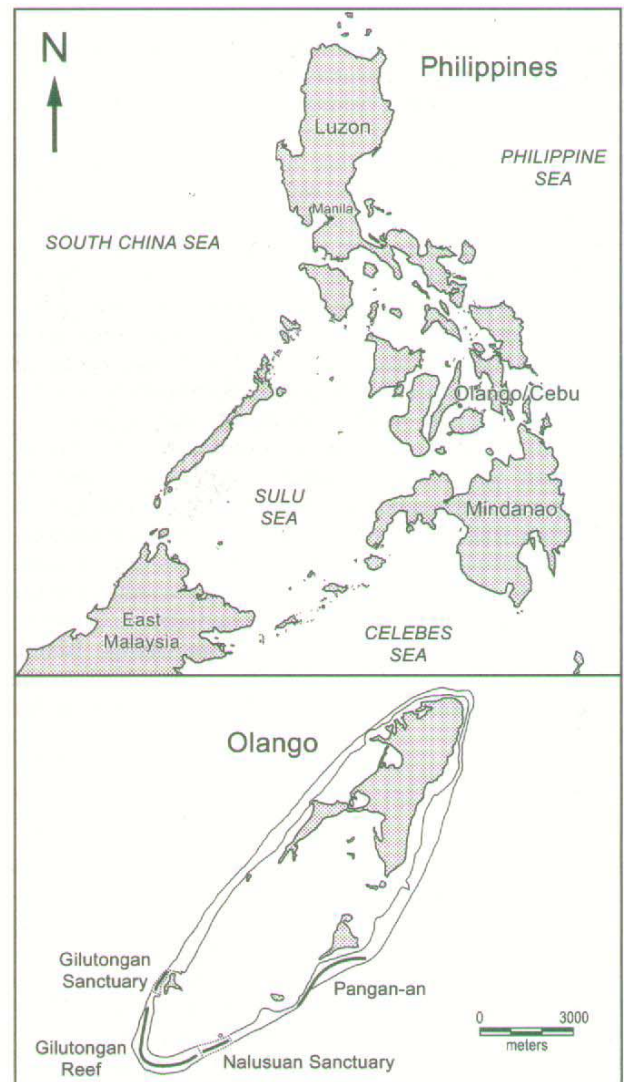 N
Philippines
Luzon
PHILIPPINE
SEA
Manila
SOUTH CHINA SEA
Olango/Cebu
SULU
SEA
Mindanao
East
Malaysia
CELEBES
SEA
Olango
Gilutongan
Sanctuary
Pangan-an
0 3000
meters
Gilutongan
Reef
Nalusuan Sanctuary